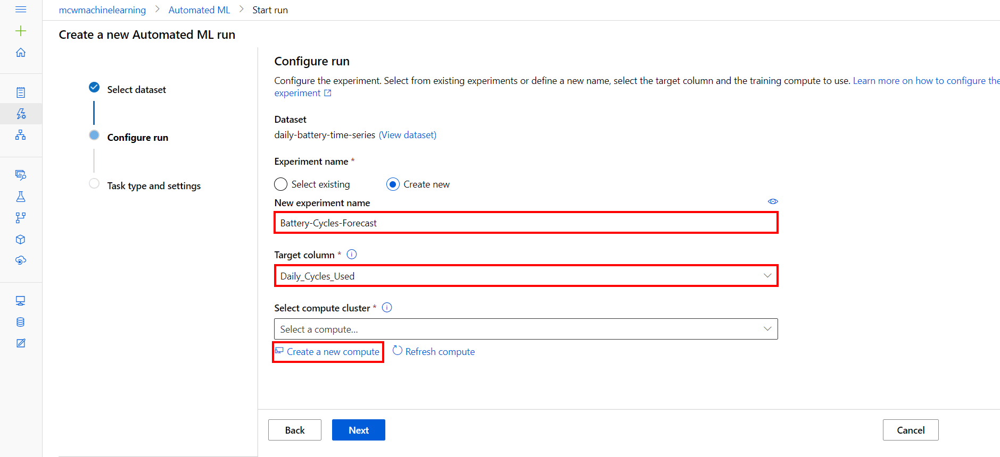 mcwmachinelearning > Automated ML > Start run
Create a new Automated ML run
Select dataset
Configure run
Task type and settings
Configure run
Configure the experiment. Select from existing experiments or define a new name, select the target column and the training compute to use. Learn more on how to configure the
experiment
Dataset
daily-battery-time-series (View dataset)
Experiment name *
Select existing Create new
New experiment name
Battery-Cycles-Forecast
Target column *
Daily_Cycles_Used
Select compute cluster *
Select a compute...
Create a new compute Refresh compute
Back Next Cancel